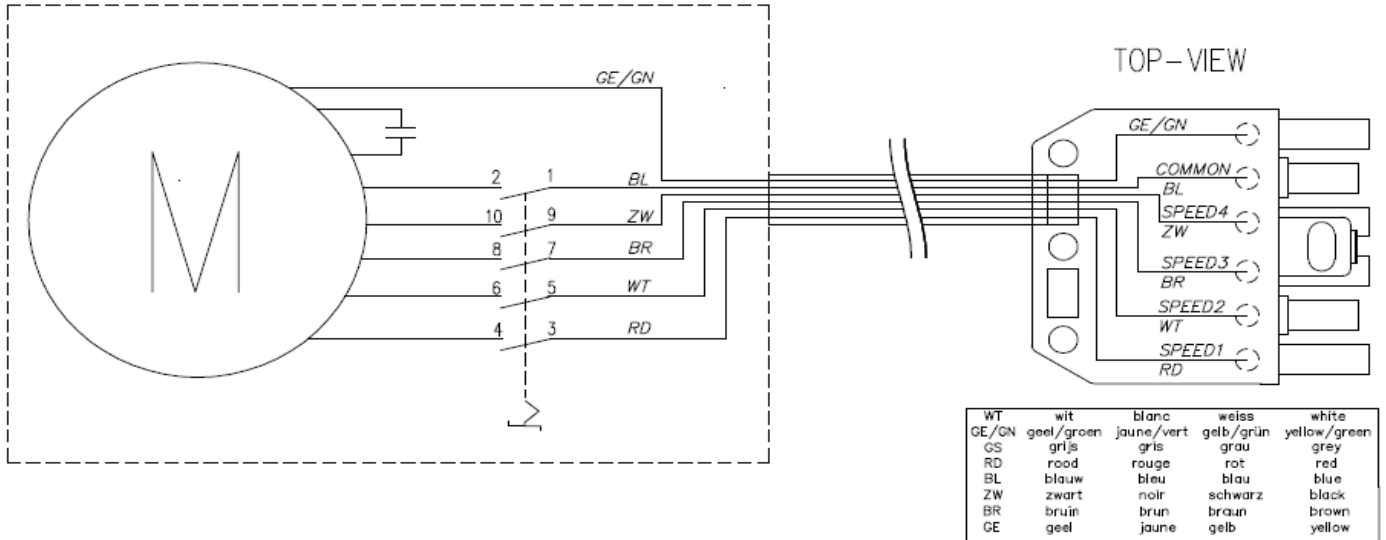 TOP-VIEW
GE/GN
M
2 1 BL
10 9 ZW
8 7 BR
6 5 WT
4 3 RD
GE/GN
COMMON
BL
SPEED4
ZW
SPEED3
BR
SPEED2
WT
SPEED1
RD
WT wit blanc weiss white
GE/GN geel/groen jaune/vert gelb/grün yellow/green
GS grijs gris grau grey
RD rood rouge rot red
BL blauw bleu blau blue
ZW zwart noir schwarz black
BR bruin brun braun brown
GE geel jaune gelb yellow